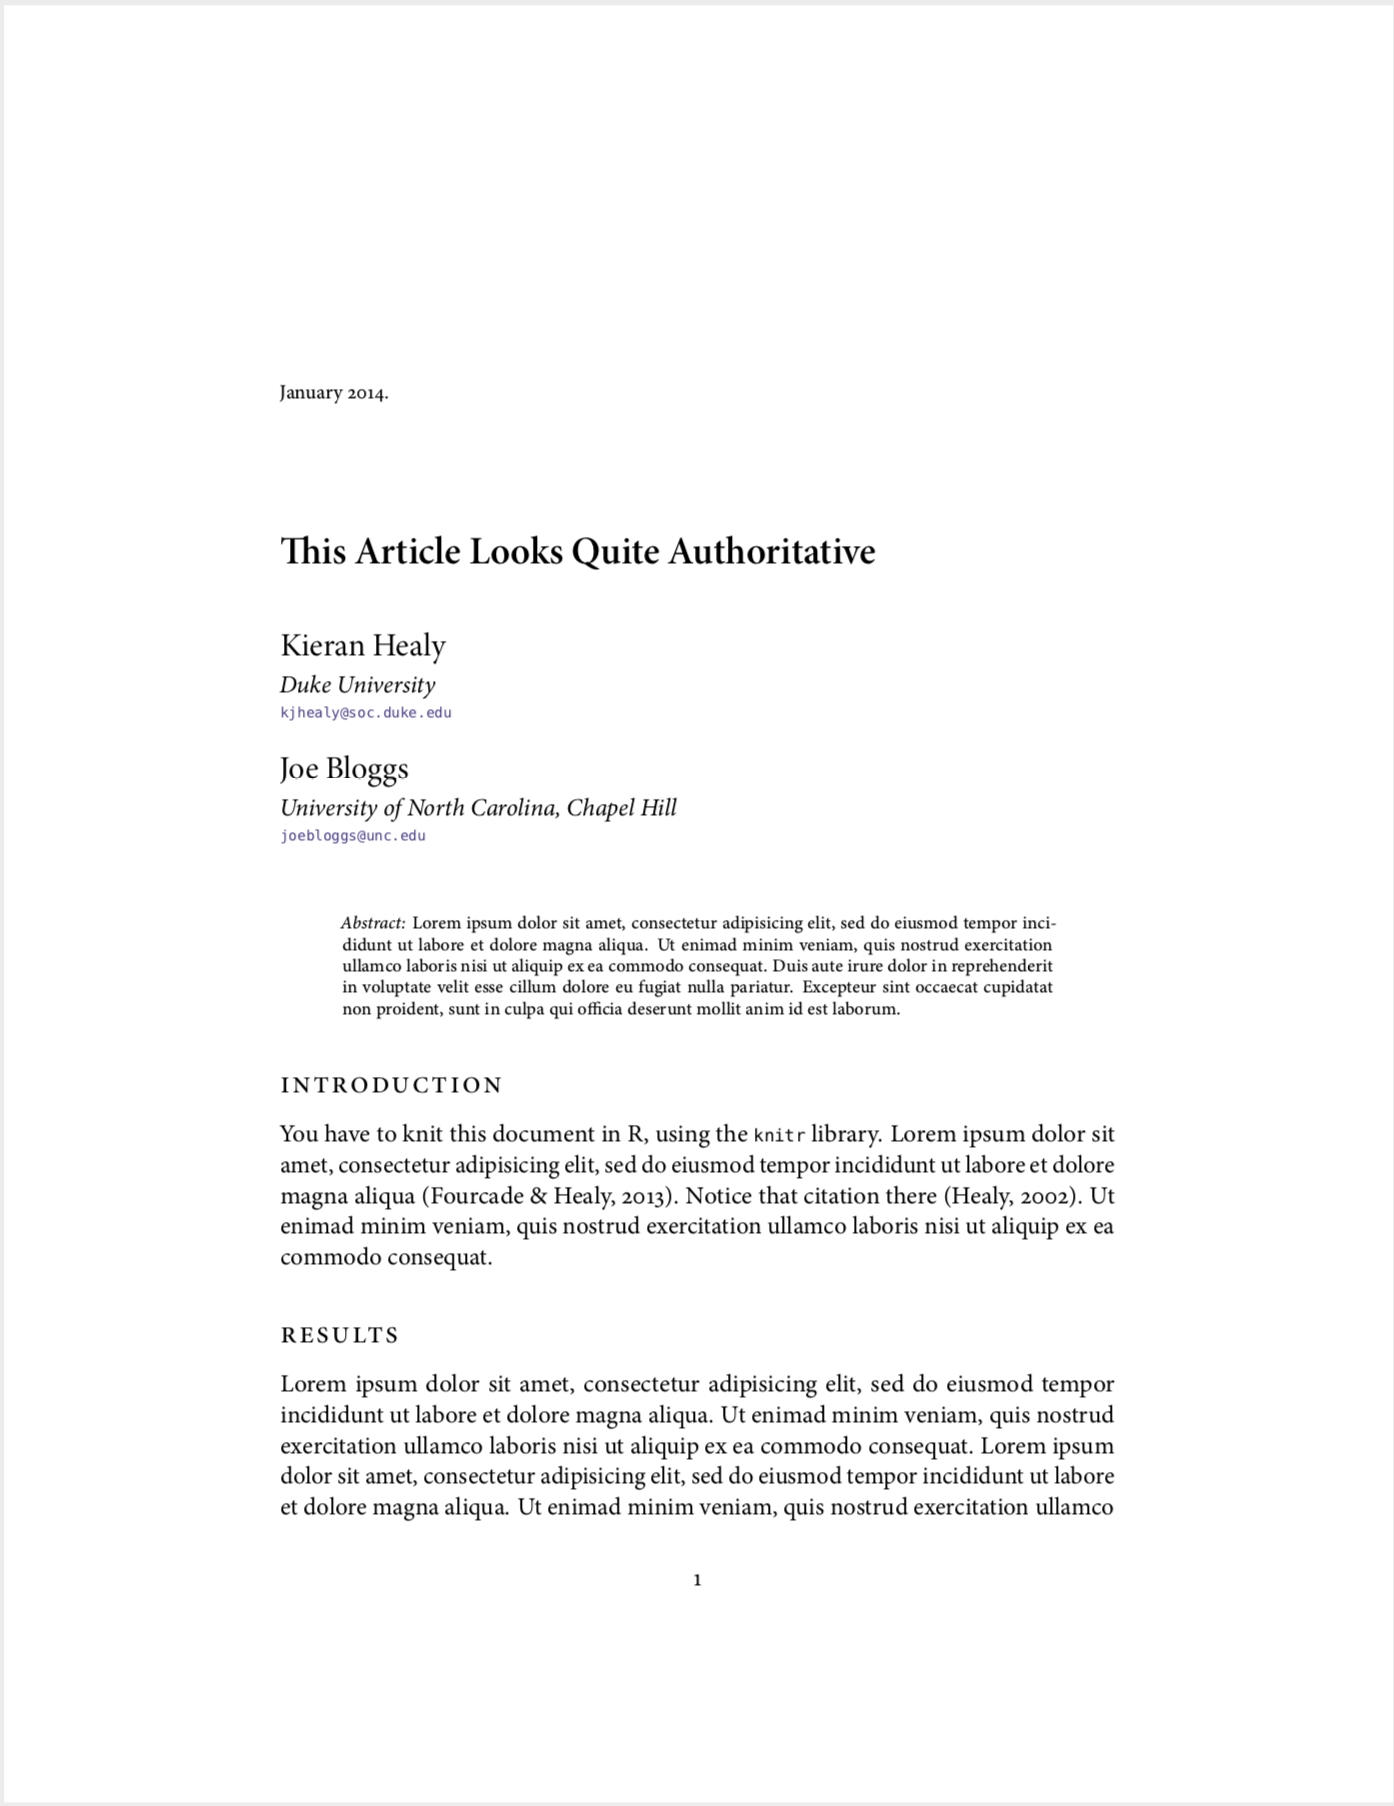 January 2014.
This Article Looks Quite Authoritative
Kieran Healy
Duke University
kjhealy@soc.duke.edu
Joe Bloggs
University of North Carolina, Chapel Hill
joebloggs@unc.edu
Abstract: Lorem ipsum dolor sit amet, consectetur adipisicing elit, sed do eiusmod tempor inci-
didunt ut labore et dolore magna aliqua. Ut enimad minim veniam, quis nostrud exercitation
ullamco laboris nisi ut aliquip ex ea commodo consequat. Duis aute irure dolor in reprehenderit
in voluptate velit esse cillum dolore eu fugiat nulla pariatur. Excepteur sint occaecat cupidatat
non proident, sunt in culpa qui officia deserunt mollit anim id est laborum.
INTRODUCTION
You have to knit this document in R, using the knitr library. Lorem ipsum dolor sit
amet, consectetur adipisicing elit, sed do eiusmod tempor incididunt ut labore et dolore
magna aliqua (Fourcade & Healy, 2013). Notice that citation there (Healy, 2002). Ut
enimad minim veniam, quis nostrud exercitation ullamco laboris nisi ut aliquip ex ea
commodo consequat.
RESULTS
Lorem ipsum dolor sit amet, consectetur adipisicing elit, sed do eiusmod tempor
incididunt ut labore et dolore magna aliqua. Ut enimad minim veniam, quis nostrud
exercitation ullamco laboris nisi ut aliquip ex ea commodo consequat. Lorem ipsum
dolor sit amet, consectetur adipisicing elit, sed do eiusmod tempor incididunt ut labore
et dolore magna aliqua. Ut enimad minim veniam, quis nostrud exercitation ullamco
1